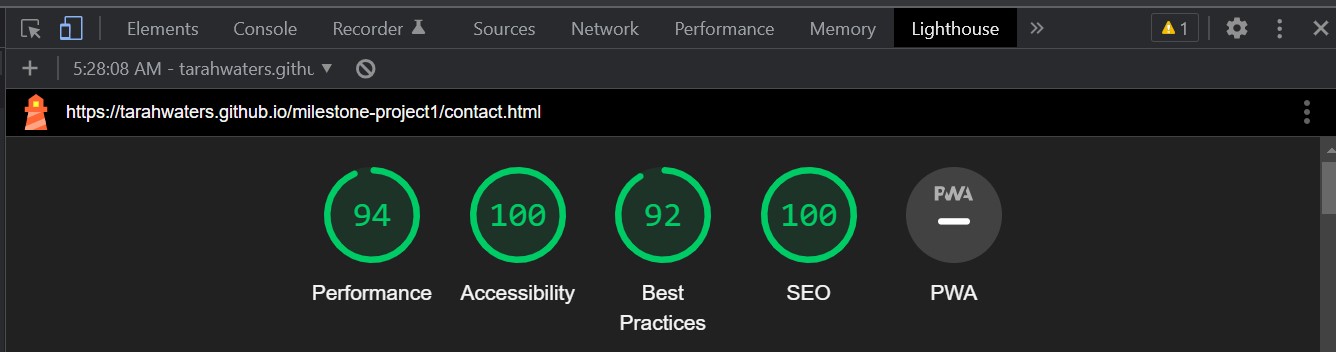 Elements Console Recorder Sources Network Performance Memory Lighthouse » 1
5:28:08 AM - tarahwaters.githu
https://tarahwaters.github.io/milestone-project1/contact.html
94 100 92 100 PWA
Performance Accessibility Best Practices SEO PWA